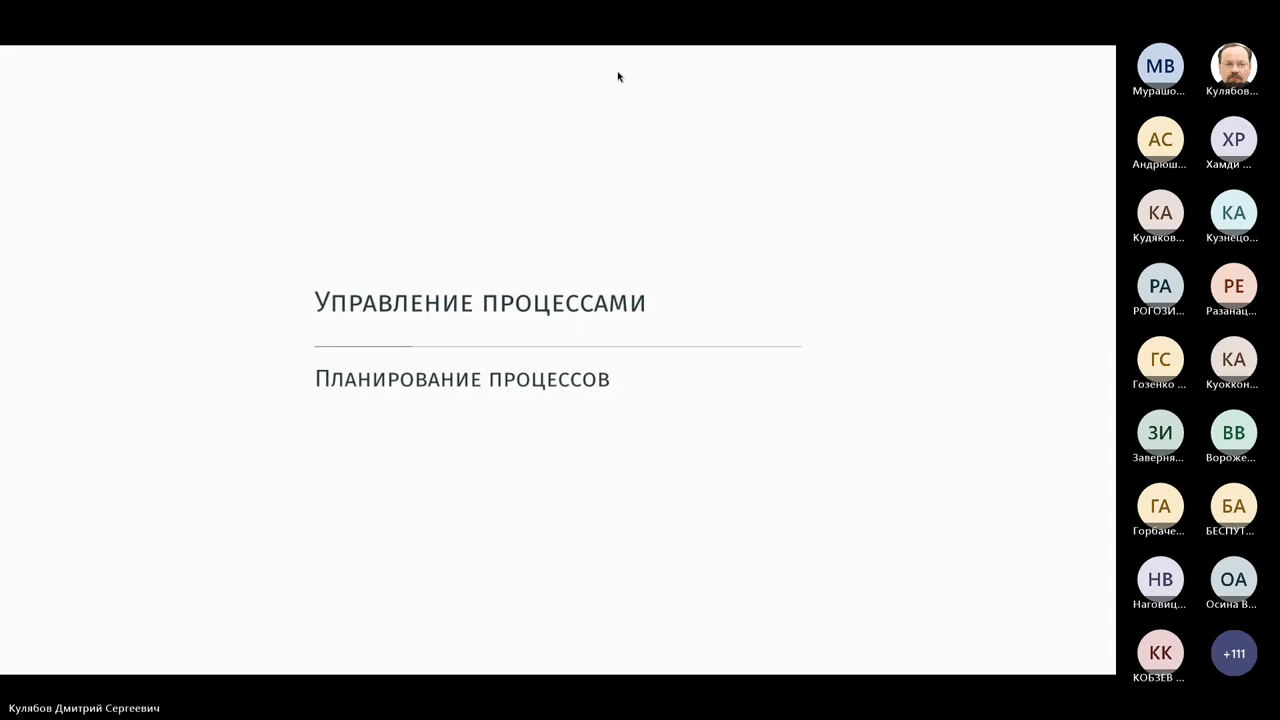 Управление процессами
Планирование процессов
МВ
Мурашо...
Кулябов...
АС
Андрюш...
ХР
Хамди ...
КА
Кудяков...
КА
Кузнецо...
РА
РОГОЗИ...
РЕ
Разанац...
ГС
Гозенко ...
КА
Куоккон...
ЗИ
Заверня...
ВВ
Вороже...
ГА
Горбаче...
БА
БЕСПУТ...
НВ
Наговиц...
ОА
Осина В...
КК
КОБЗЕВ ...
+111
Кулябов Дмитрий Сергеевич